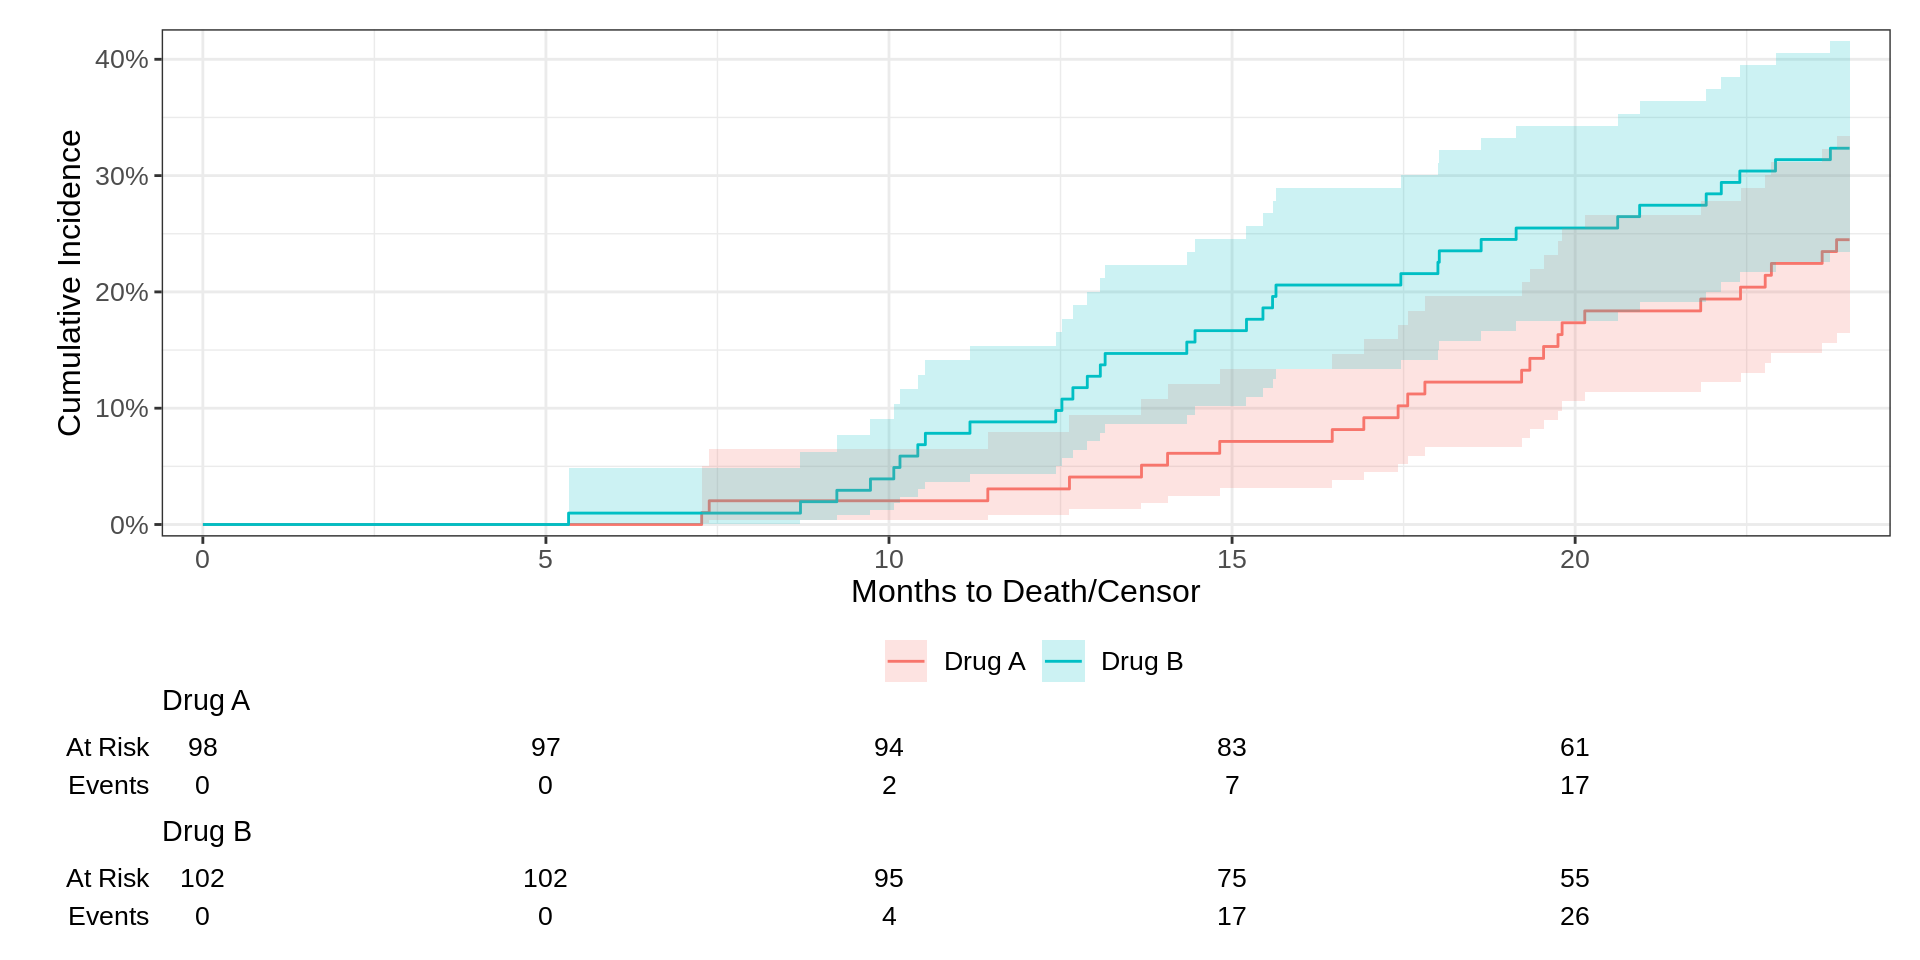 40%
30%
20%
10%
0%
Cumulative Incidence
0 5 10 15 20
Months to Death/Censor
Drug A Drug B
Drug A
At Risk 98 97 94 83 61
Events 0 0 2 7 17
Drug B
At Risk 102 102 95 75 55
Events 0 0 4 17 26